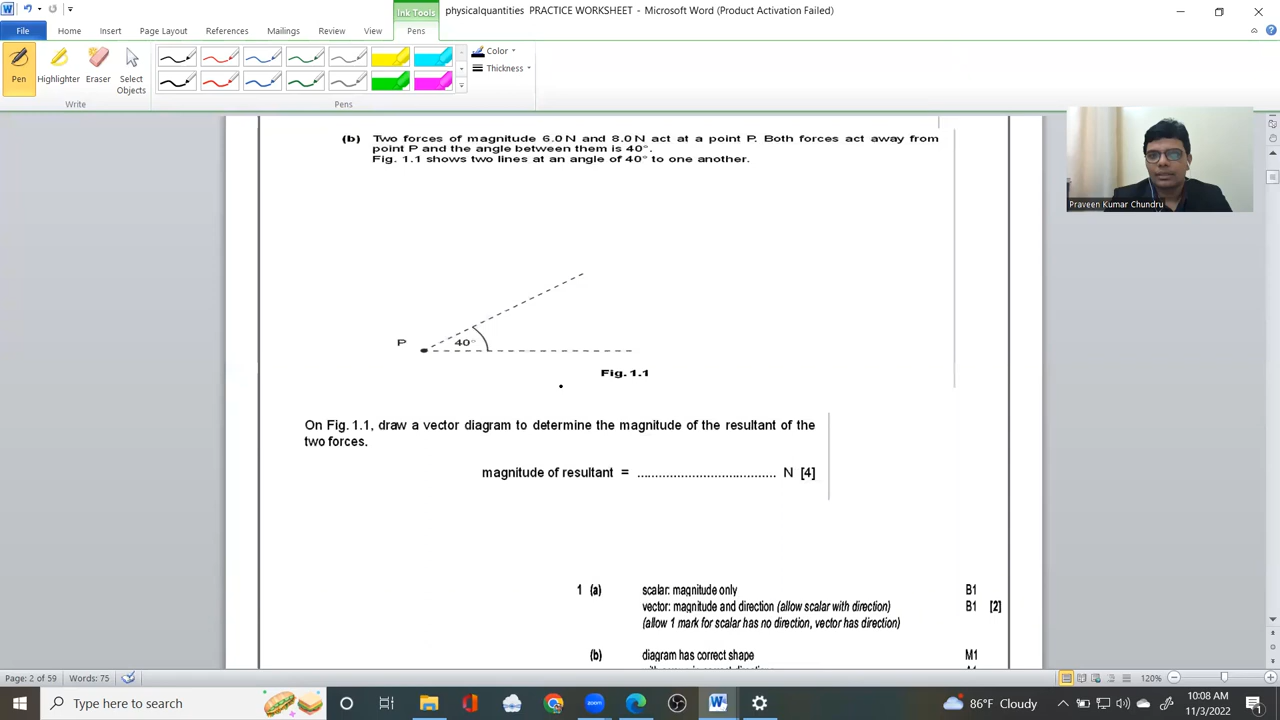 Ink Tools
physicalquantities PRACTICE WORKSHEET - Microsoft Word (Product Activation Failed)
File Home Insert Page Layout References Mailings Review View Pens
Pen Highlighter Eraser Select Objects
Color
Thickness
Write
Pens
(b) Two forces of magnitude 6.0 N and 8.0 N act at a point P. Both forces act away from
point P and the angle between them is 40°.
Fig. 1.1 shows two lines at an angle of 40° to one another.
Praveen Kumar Chundru
P
40°
Fig. 1.1
On Fig. 1.1, draw a vector diagram to determine the magnitude of the resultant of the
two forces.
magnitude of resultant = ..................................... N [4]
1 (a) scalar: magnitude only B1
vector: magnitude and direction (allow scalar with direction) B1 [2]
(allow 1 mark for scalar has no direction, vector has direction)
(b) diagram has correct shape M1
Page: 2 of 59 Words: 75
120%
Type here to search
zoom
86°F Cloudy
10:08 AM
11/3/2022